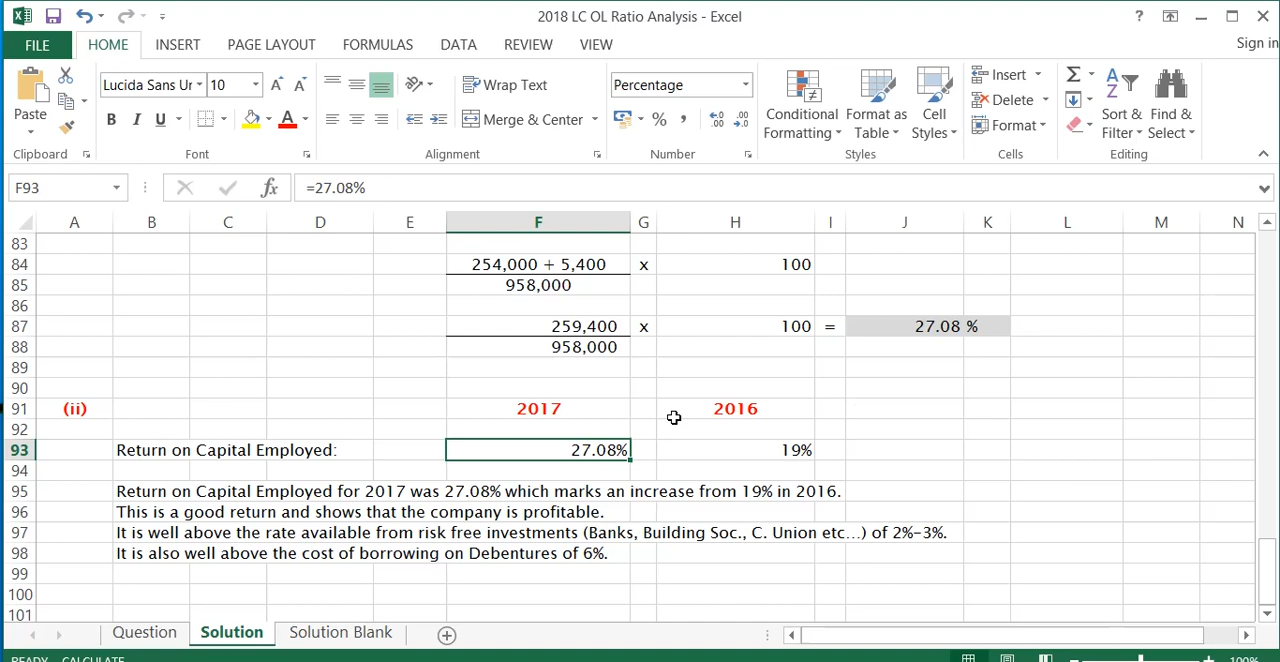 2018 LC OL Ratio Analysis - Excel
?
FILE HOME INSERT PAGE LAYOUT FORMULAS DATA REVIEW VIEW Sign in
Lucida Sans Ur 10 A A Wrap Text Percentage Insert Σ
Paste B I U A Merge & Center % , Conditional Formatting Format as Table Cell Styles Delete Format Sort & Filter Find & Select
Clipboard Font Alignment Number Styles Cells Editing
F93 fx =27.08%
A B C D E F G H I J K L M N
83
84 254,000 + 5,400 x 100
85 958,000
86
87 259,400 x 100 = 27.08 %
88 958,000
89
90
91 (ii) 2017 2016
92
93 Return on Capital Employed: 27.08% 19%
94
95 Return on Capital Employed for 2017 was 27.08% which marks an increase from 19% in 2016.
96 This is a good return and shows that the company is profitable.
97 It is well above the rate available from risk free investments (Banks, Building Soc., C. Union etc...) of 2%-3%.
98 It is also well above the cost of borrowing on Debentures of 6%.
99
100
101
Question Solution Solution Blank
READY CALCULATE 100%